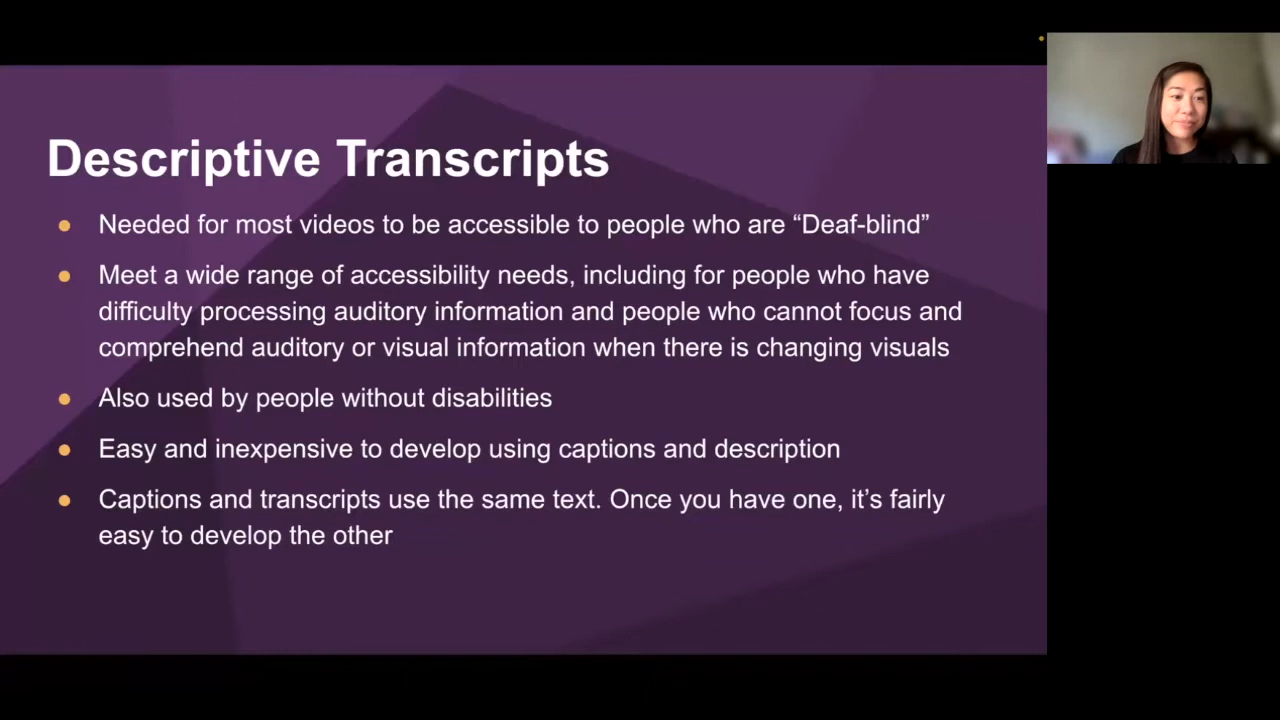 Descriptive Transcripts
● Needed for most videos to be accessible to people who are “Deaf-blind”
● Meet a wide range of accessibility needs, including for people who have
difficulty processing auditory information and people who cannot focus and
comprehend auditory or visual information when there is changing visuals
● Also used by people without disabilities
● Easy and inexpensive to develop using captions and description
● Captions and transcripts use the same text. Once you have one, it’s fairly
easy to develop the other